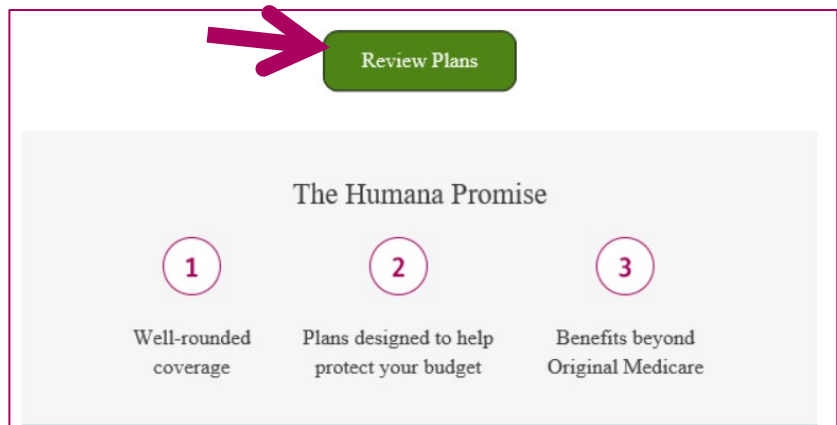 Review Plans
The Humana Promise
1
2
3
Well-rounded
coverage
Plans designed to help
protect your budget
Benefits beyond
Original Medicare